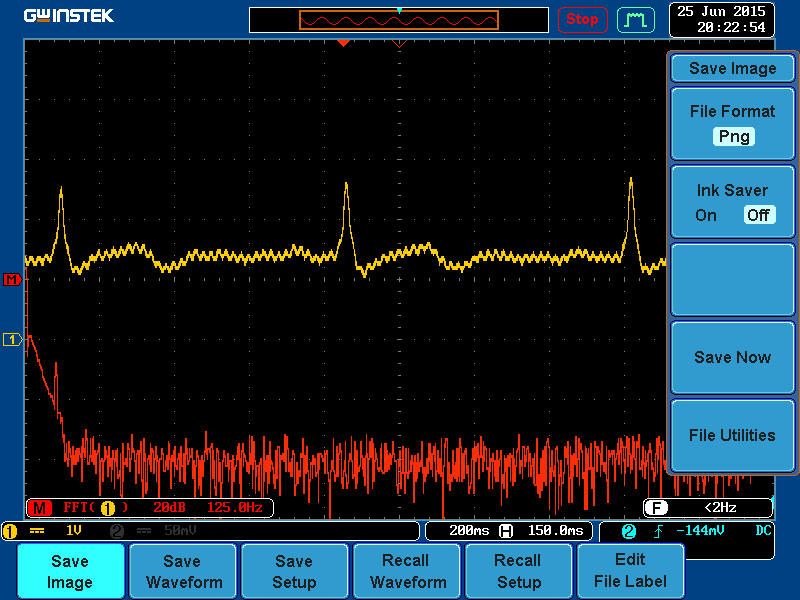 GWINSTEK
Stop
25 Jun 2015
20:22:54
Save Image
File Format
Png
Ink Saver
On Off
Save Now
File Utilities
M
1
M FFT( 1 ) 20dB 125.0Hz
F <2Hz
1 1V 2 50mV
200ms H 150.0ms
2 -144mV DC
Save Image
Save Waveform
Save Setup
Recall Waveform
Recall Setup
Edit File Label